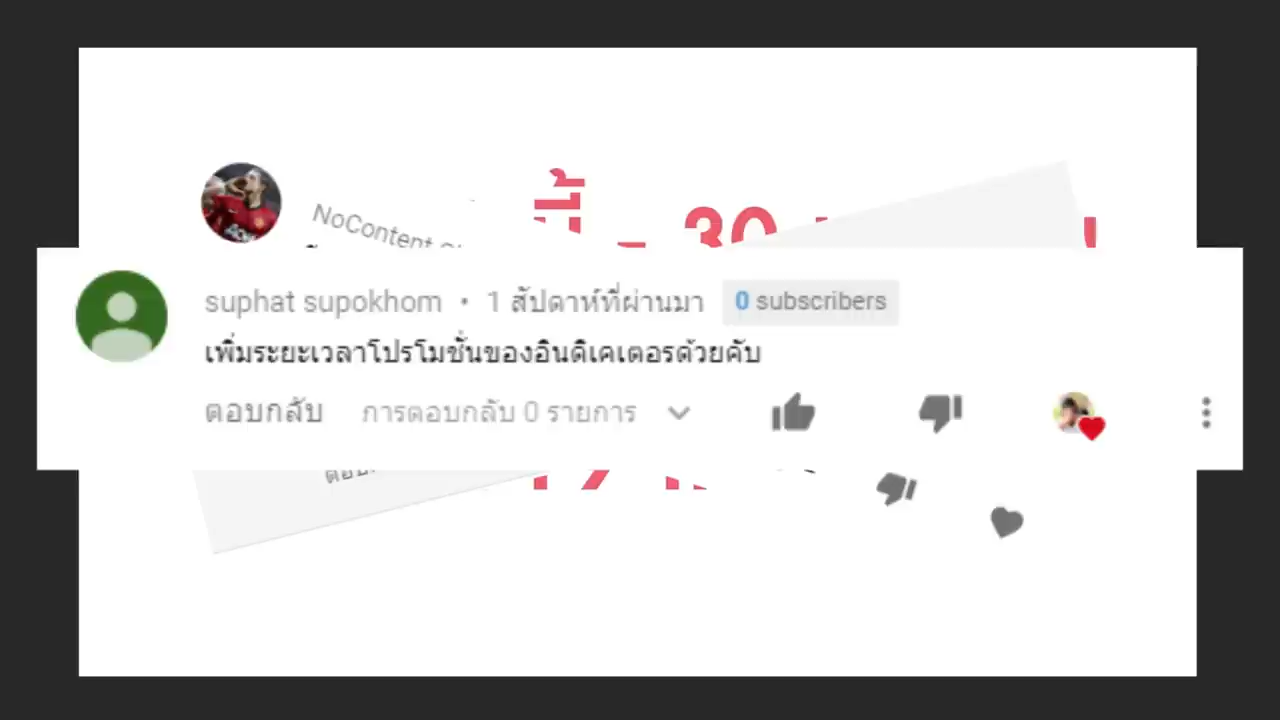 NoContent
30
suphat supokhom • 1 สัปดาห์ที่ผ่านมา 0 subscribers
เพิ่มระยะเวลาโปรโมชั่นของอินดิเคเตอรด้วยคับ
ตอบกลับ การตอบกลับ 0 รายการ